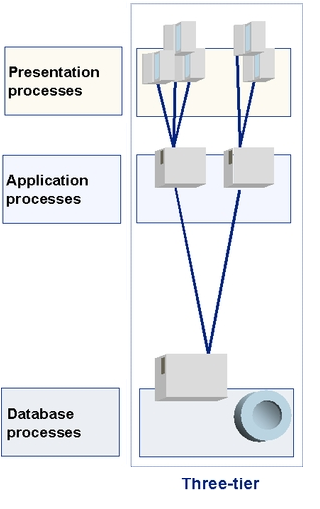 Presentation
processes
Application
processes
Database
processes
Three-tier